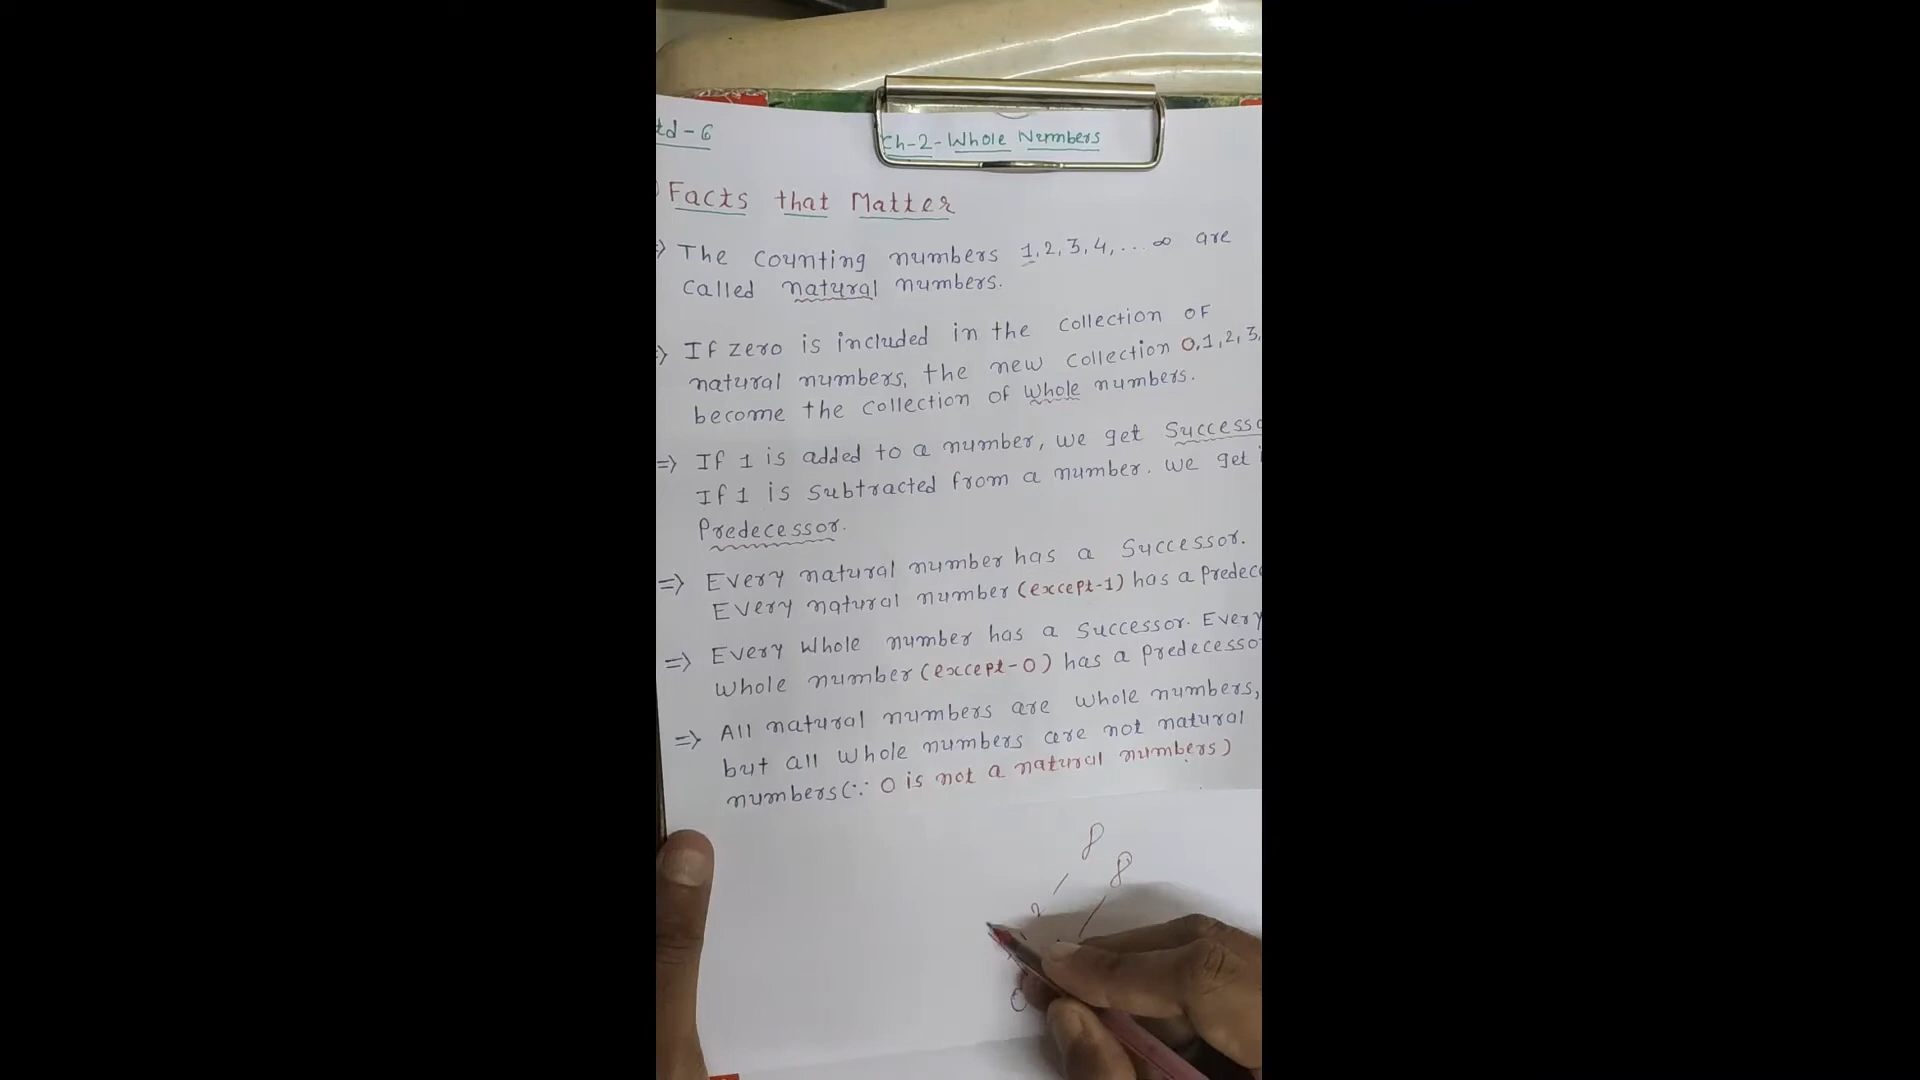 td-6
Ch-2-Whole Numbers
Facts that Matter
The counting numbers 1,2,3,4,...∞ are
called natural numbers.
=> If zero is included in the collection of
natural numbers, the new collection 0,1,2,3,
become the collection of whole numbers.
=> If 1 is added to a number, we get Successo
If 1 is subtracted from a number. we get i
Predecessor.
=> Every natural number has a Successor.
Every natural number (except-1) has a predece
=> Every whole number has a successor. Every
whole number (except-0) has a predecesso
=> All natural numbers are whole numbers,
but all whole numbers are not natural
numbers (∵ 0 is not a natural numbers)
8
8
0